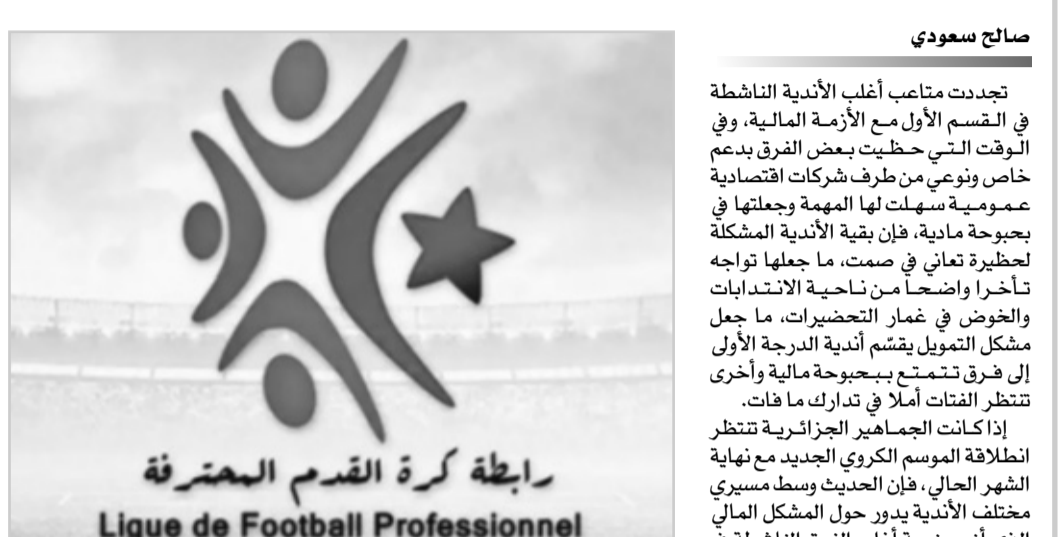 صالح سعودي
تجددت متاعب أغلب الأندية الناشطة
في القسم الأول مع الأزمة المالية، وفي
الوقت التي حظيت بعض الفرق بدعم
خاص ونوعي من طرف شركات اقتصادية
عمومية سهلت لها المهمة وجعلتها في
بحبوحة مادية، فإن بقية الأندية المشكلة
لحظيرة تعاني في صمت، ما جعلها تواجه
تأخرا واضحا من ناحية الانتدابات
والخوض في غمار التحضيرات، ما جعل
مشكل التمويل يقسّم أندية الدرجة الأولى
إلى فرق تتمتع ببحبوحة مالية وأخرى
تنتظر الفتات أملا في تدارك ما فات.
إذا كانت الجماهير الجزائرية تنتظر
انطلاقة الموسم الكروي الجديد مع نهاية
الشهر الحالي، فإن الحديث وسط مسيري
مختلف الأندية يدور حول المشكل المالي
رابطة كرة القدم المحترفة
Ligue de Football Professionnel